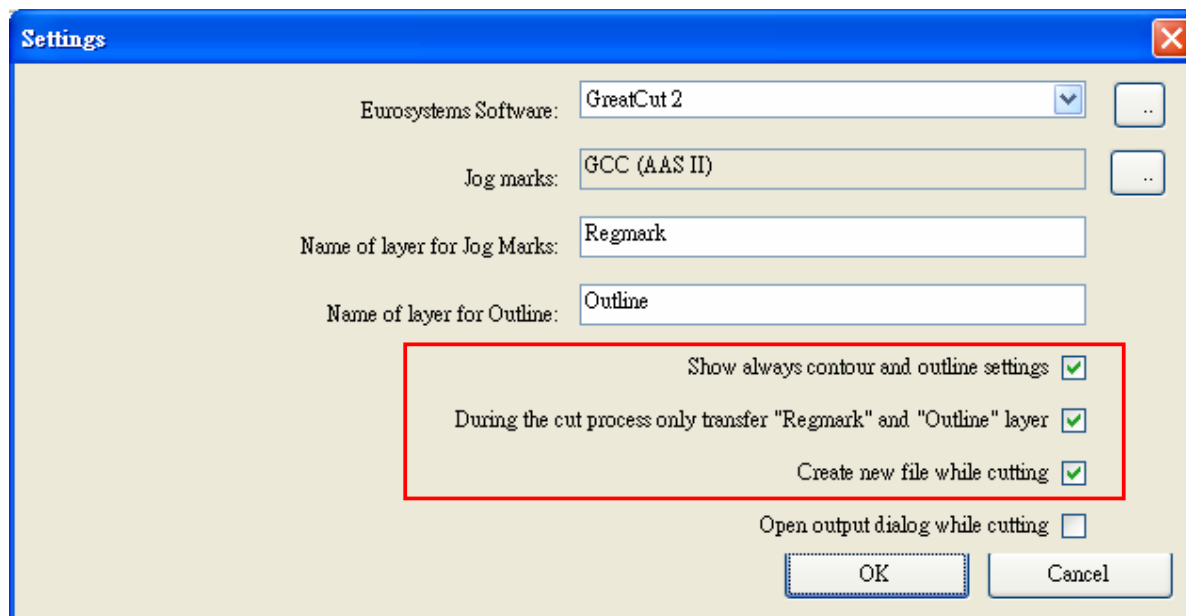 Settings
Eurosystems Software: GreatCut 2 ..
Jog marks: GCC (AAS II) ..
Name of layer for Jog Marks: Regmark
Name of layer for Outline: Outline
Show always contour and outline settings
During the cut process only transfer "Regmark" and "Outline" layer
Create new file while cutting
Open output dialog while cutting
OK Cancel